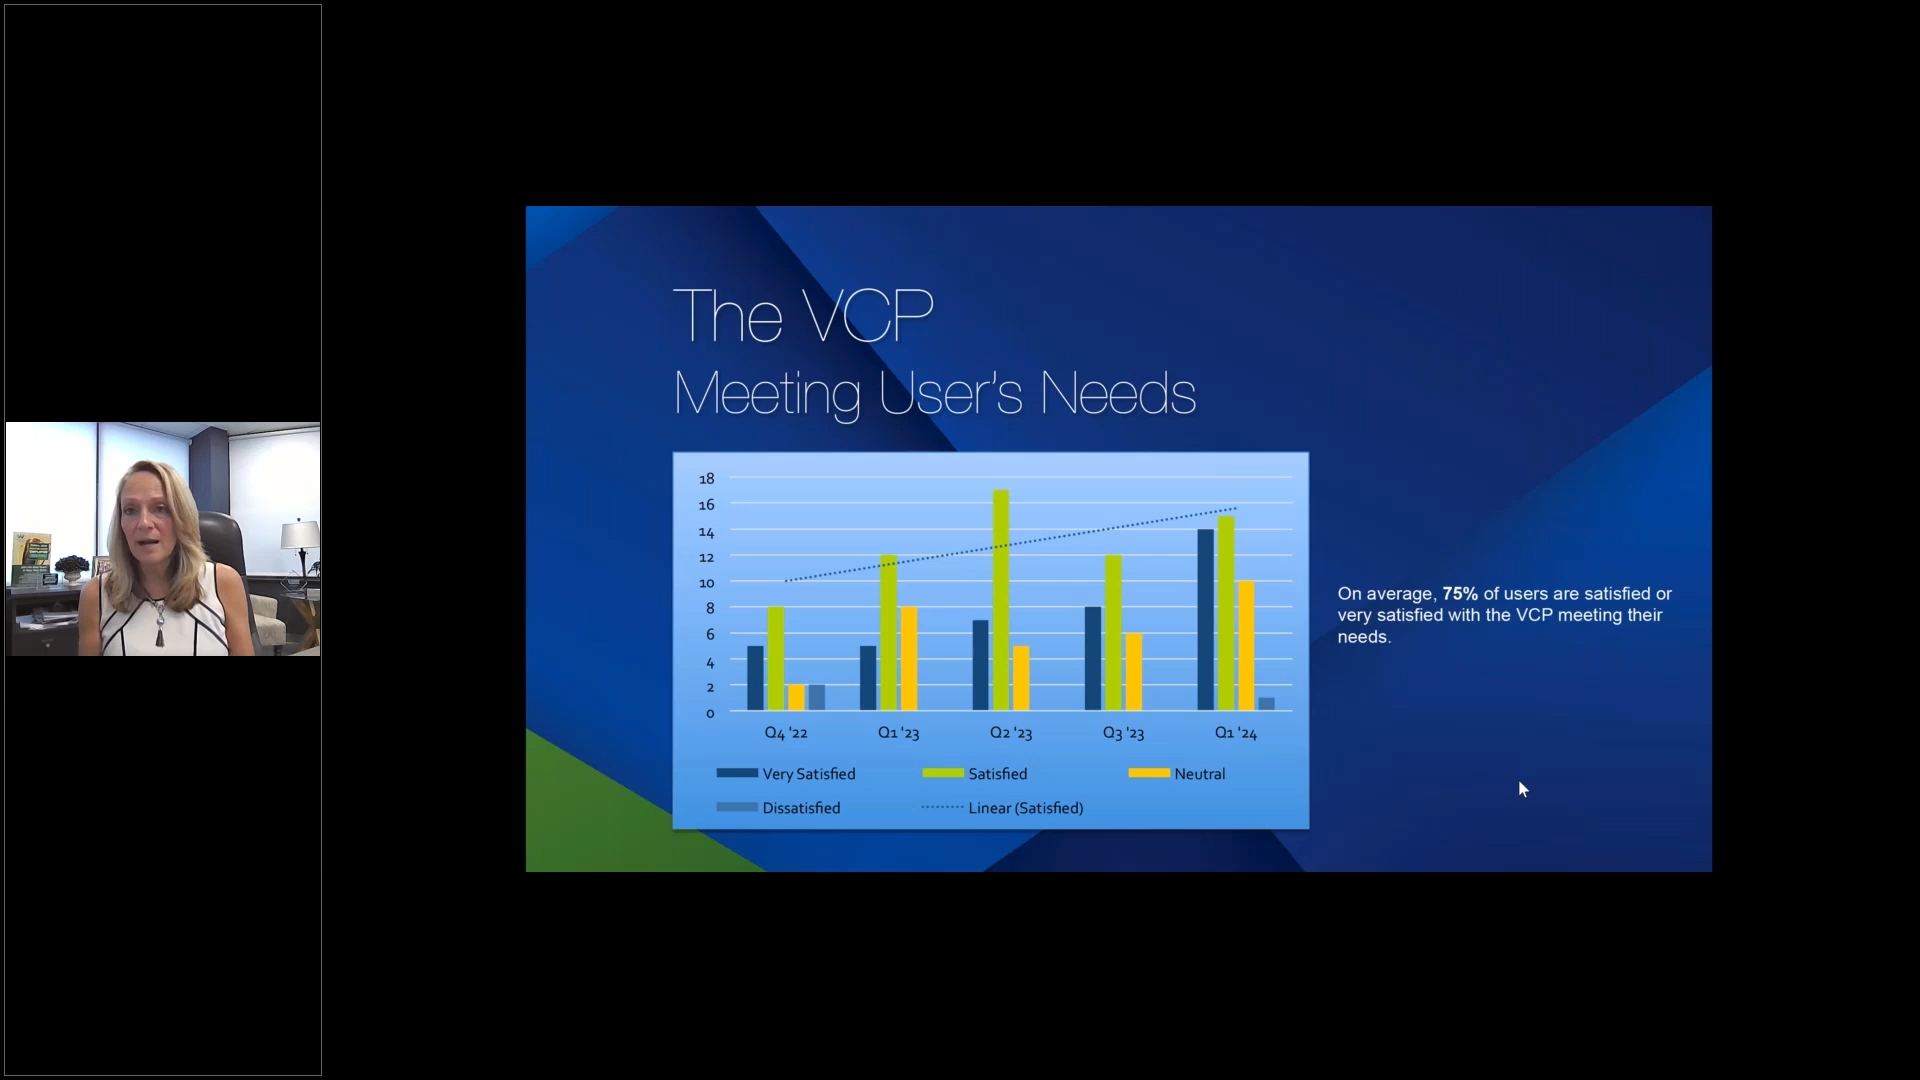 The VCP
Meeting User's Needs
18
16
14
12
10
8
6
4
2
0
Q4 '22 Q1 '23 Q2 '23 Q3 '23 Q1 '24
Very Satisfied Satisfied Neutral
Dissatisfied Linear (Satisfied)
On average, 75% of users are satisfied or
very satisfied with the VCP meeting their
needs.